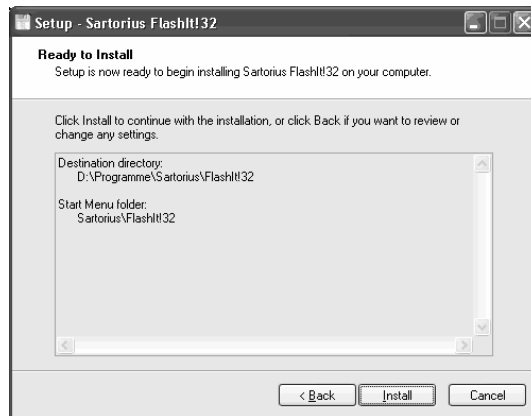 Setup - Sartorius FlashIt!32
Ready to Install
Setup is now ready to begin installing Sartorius FlashIt!32 on your computer.
Click Install to continue with the installation, or click Back if you want to review or
change any settings.
Destination directory:
D:\Programme\Sartorius\FlashIt!32
Start Menu folder:
Sartorius\FlashIt!32
< Back
Install
Cancel